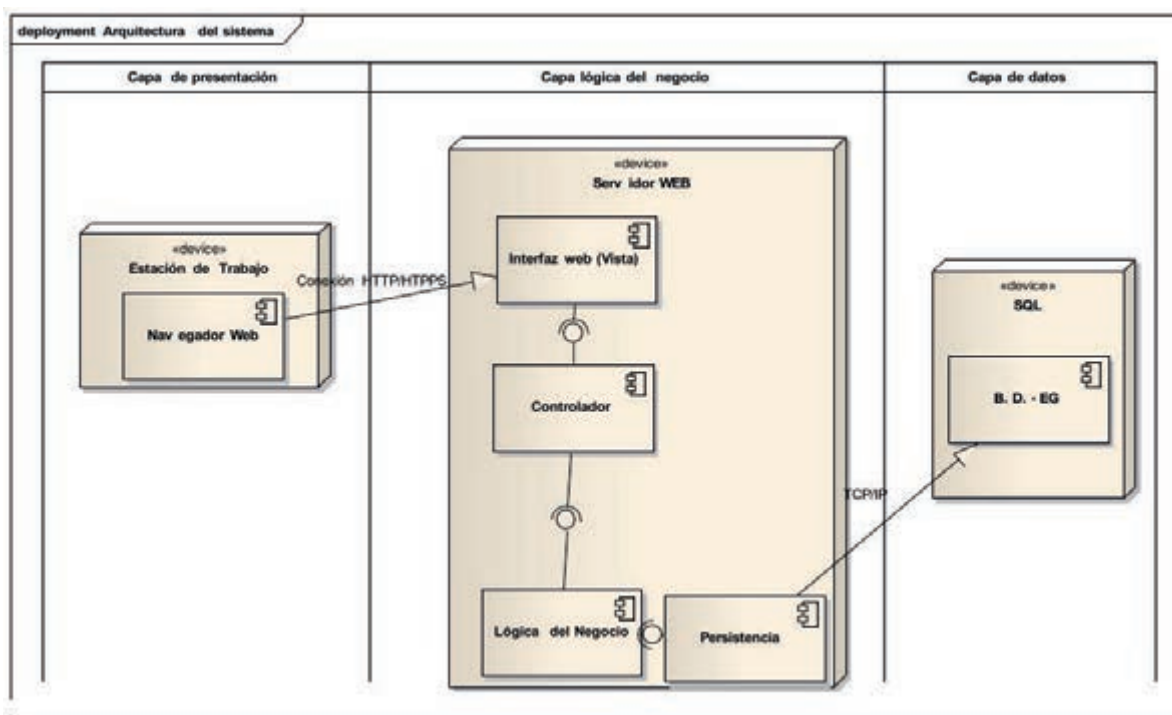 deployment Arquitectura del sistema
Capa de presentación
Capa lógica del negocio
Capa de datos
«device»
Serv idor WEB
Interfaz web (Vista)
«device»
Estación de Trabajo
Conexión HTTP/HTPPS
Nav egador Web
«device»
SQL
B. D. - EG
Controlador
TCP/IP
Lógica del Negocio
Persistencia